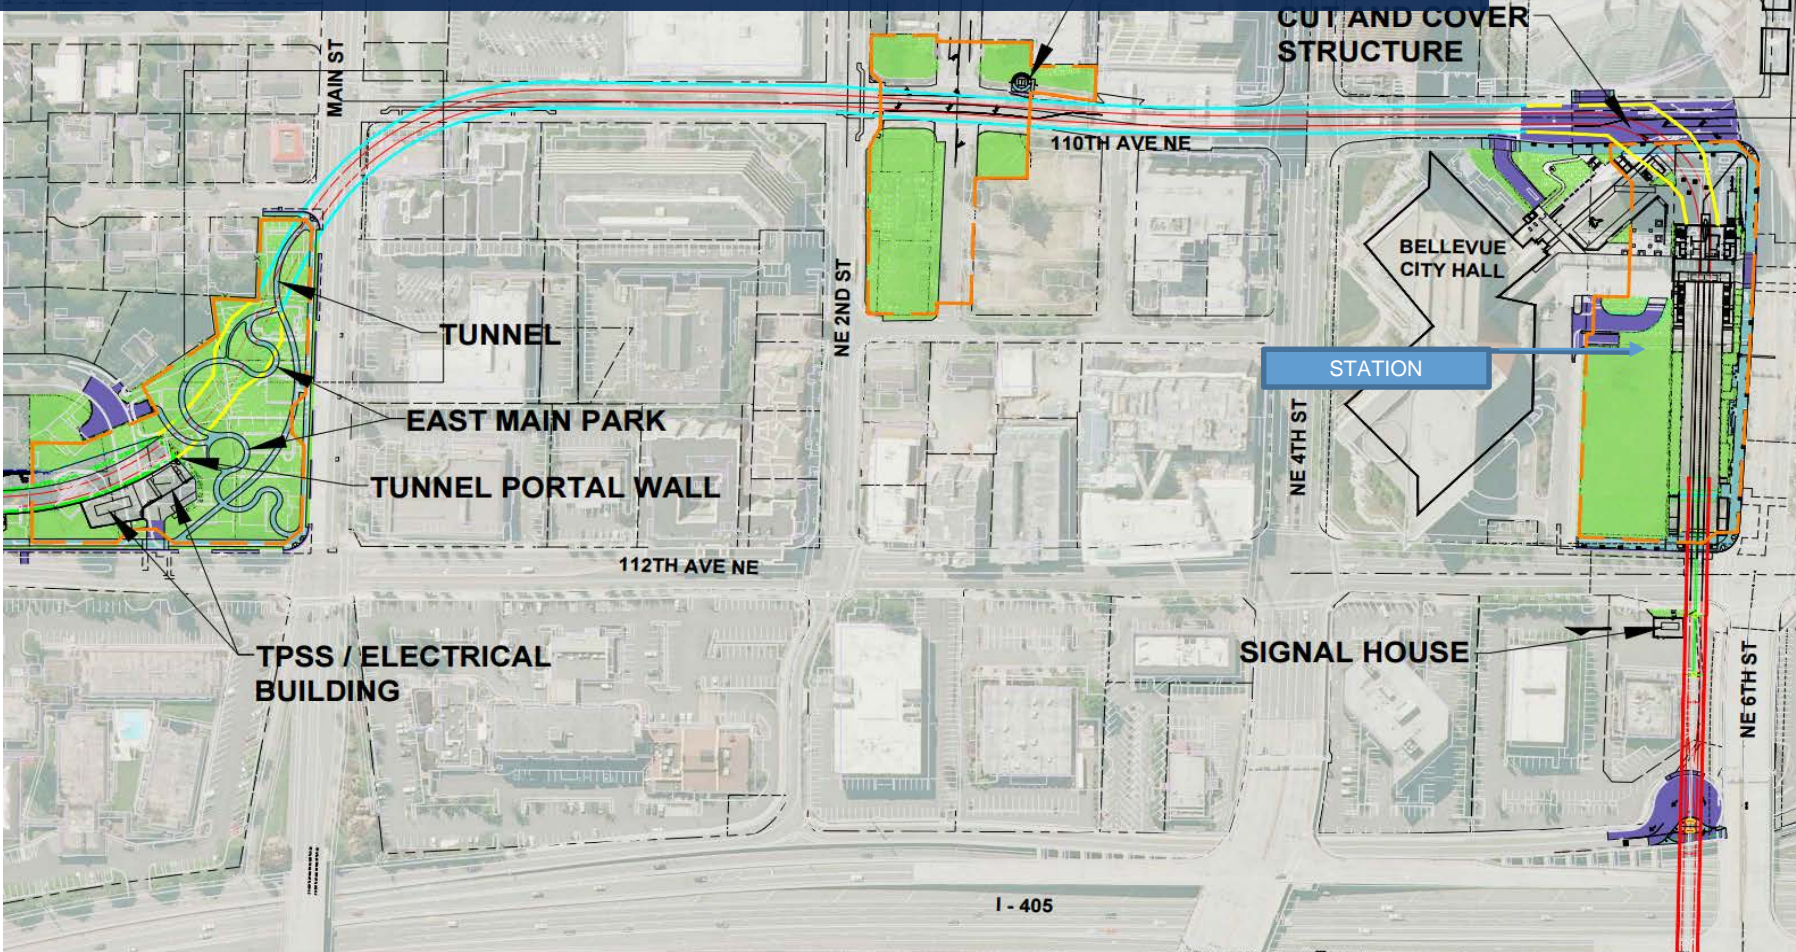 CUT AND COVER
STRUCTURE
MAIN ST
110TH AVE NE
BELLEVUE
CITY HALL
NE 2ND ST
TUNNEL
STATION
EAST MAIN PARK
NE 4TH ST
TUNNEL PORTAL WALL
112TH AVE NE
SIGNAL HOUSE
TPSS / ELECTRICAL
BUILDING
NE 6TH ST
I - 405